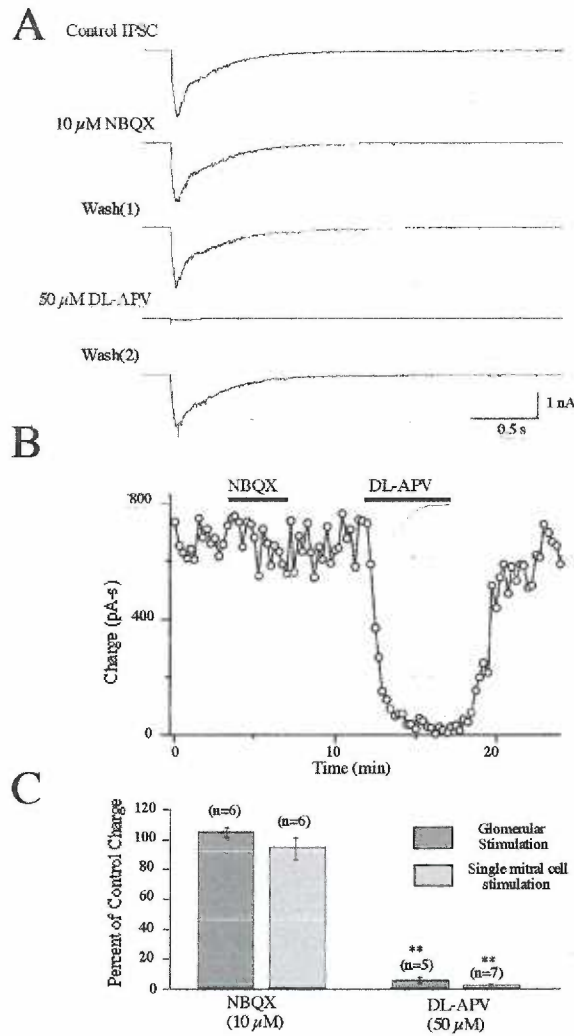 A
Control IPSC
10 µM NBQX
Wash(1)
50 µM DL-APV
Wash(2)
1 nA
0.5 s
B
NBQX
DL-APV
800
400
0
Charge (pA-s)
0
10
20
Time (min)
C
120
100
80
60
40
20
0
Percent of Control Charge
(n=6)
(n=6)
Glomerular
Stimulation
Single mitral cell
stimulation
**
(n=5)
**
(n=7)
NBQX
(10 µM)
DL-APV
(50 µM)